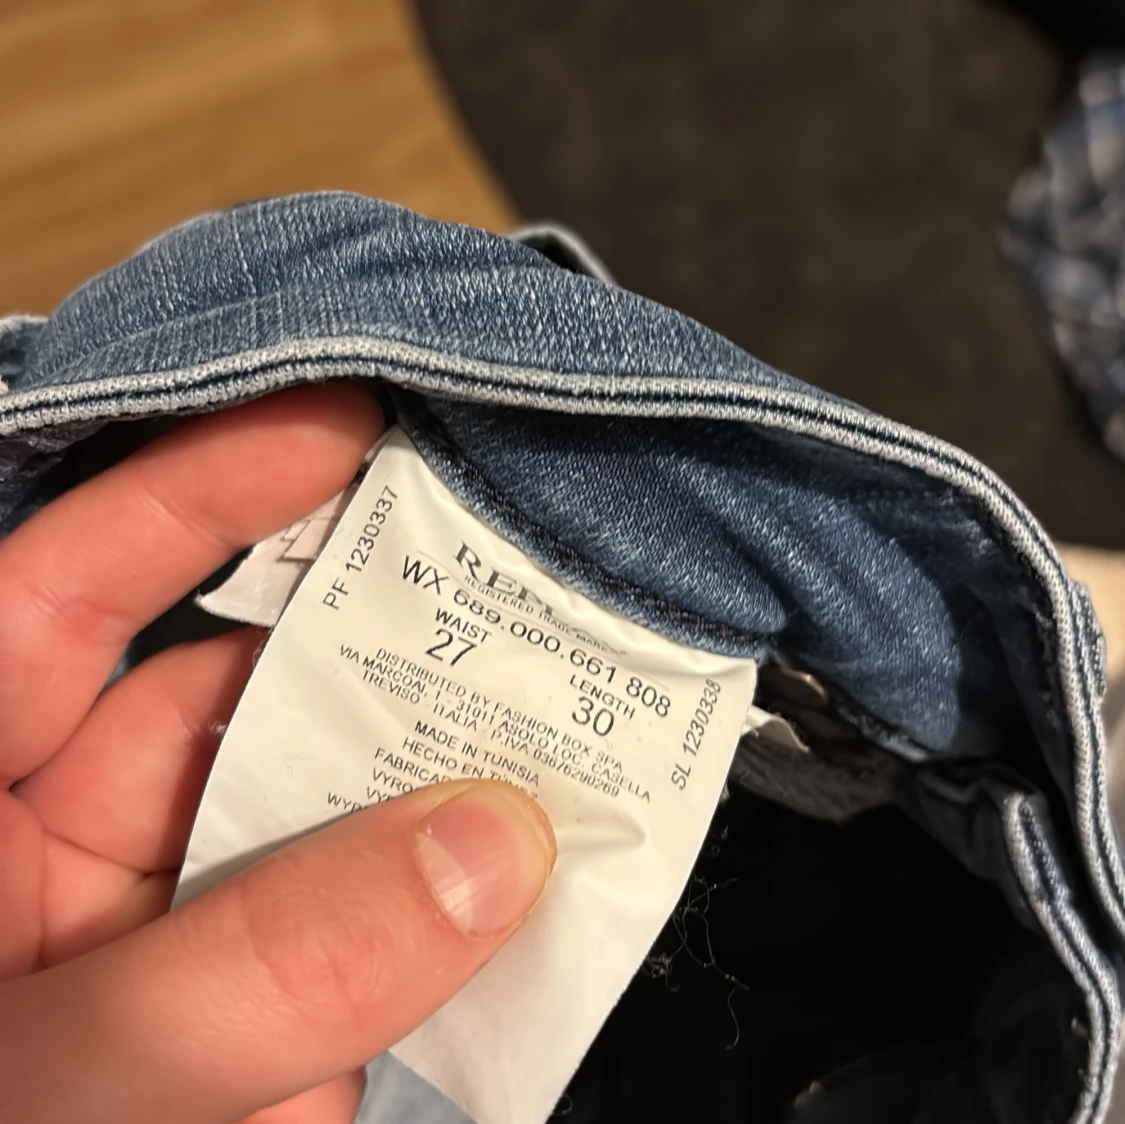 PF 1230337
REGISTERED TRADE MARK
WX 689.000.661 808
WAIST
27
LENGTH
30
DISTRIBUTED BY FASHION BOX SPA
VIA MARCONI, 1 - 31011 ASOLO LOC. CASELLA
TREVISO - ITALIA - P.IVA 03676290269
MADE IN TUNISIA
HECHO EN
SL 1230338